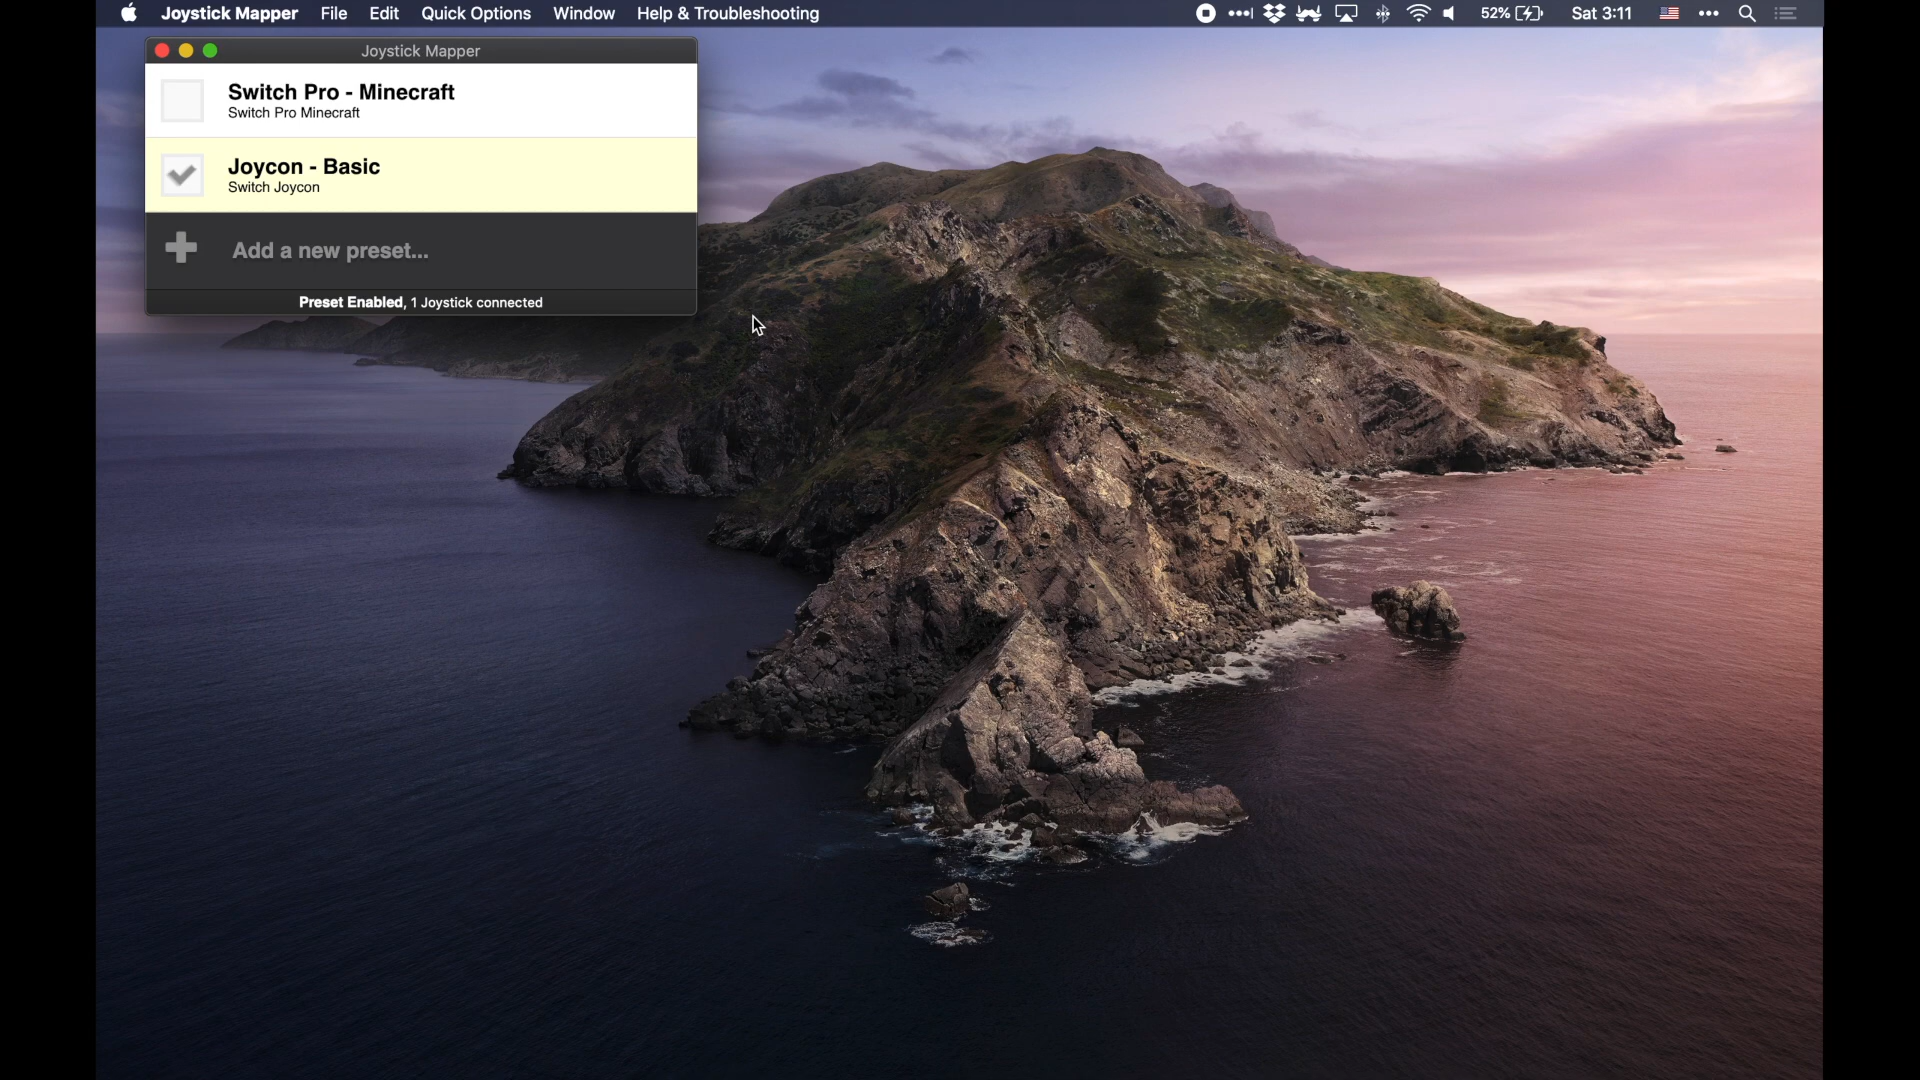 Joystick Mapper File Edit Quick Options Window Help & Troubleshooting 52% Sat 3:11
Joystick Mapper
Switch Pro - Minecraft
Switch Pro Minecraft
Joycon - Basic
Switch Joycon
Add a new preset...
Preset Enabled, 1 Joystick connected